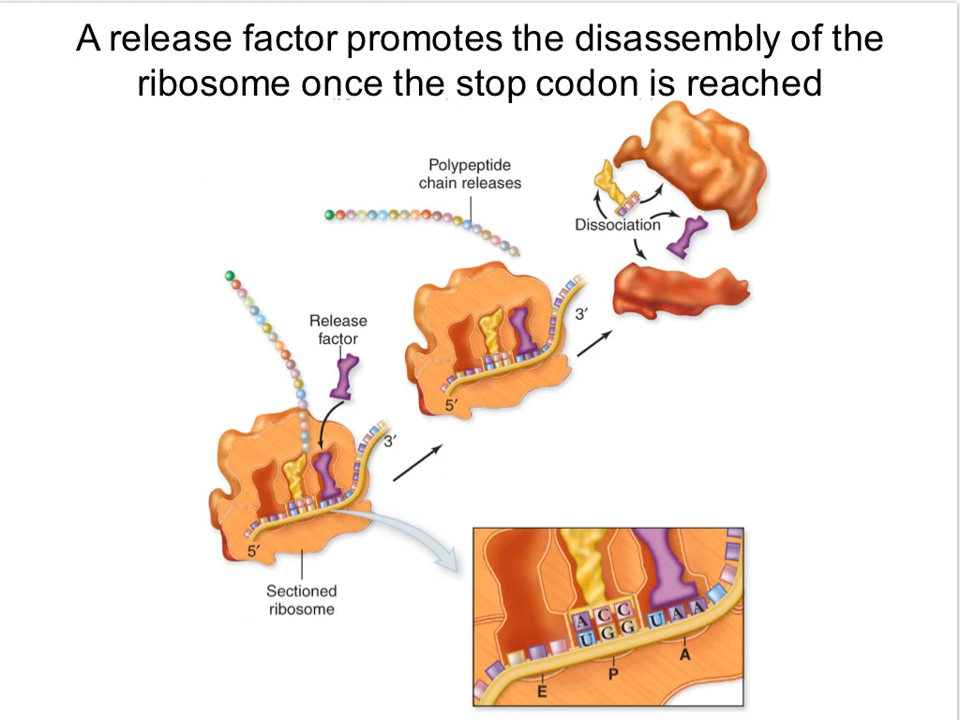 A release factor promotes the disassembly of the
ribosome once the stop codon is reached
Polypeptide
chain releases
Dissociation
Release
factor
3′
5′
3′
5′
Sectioned
ribosome
A C C
U G G U A A
E
P
A